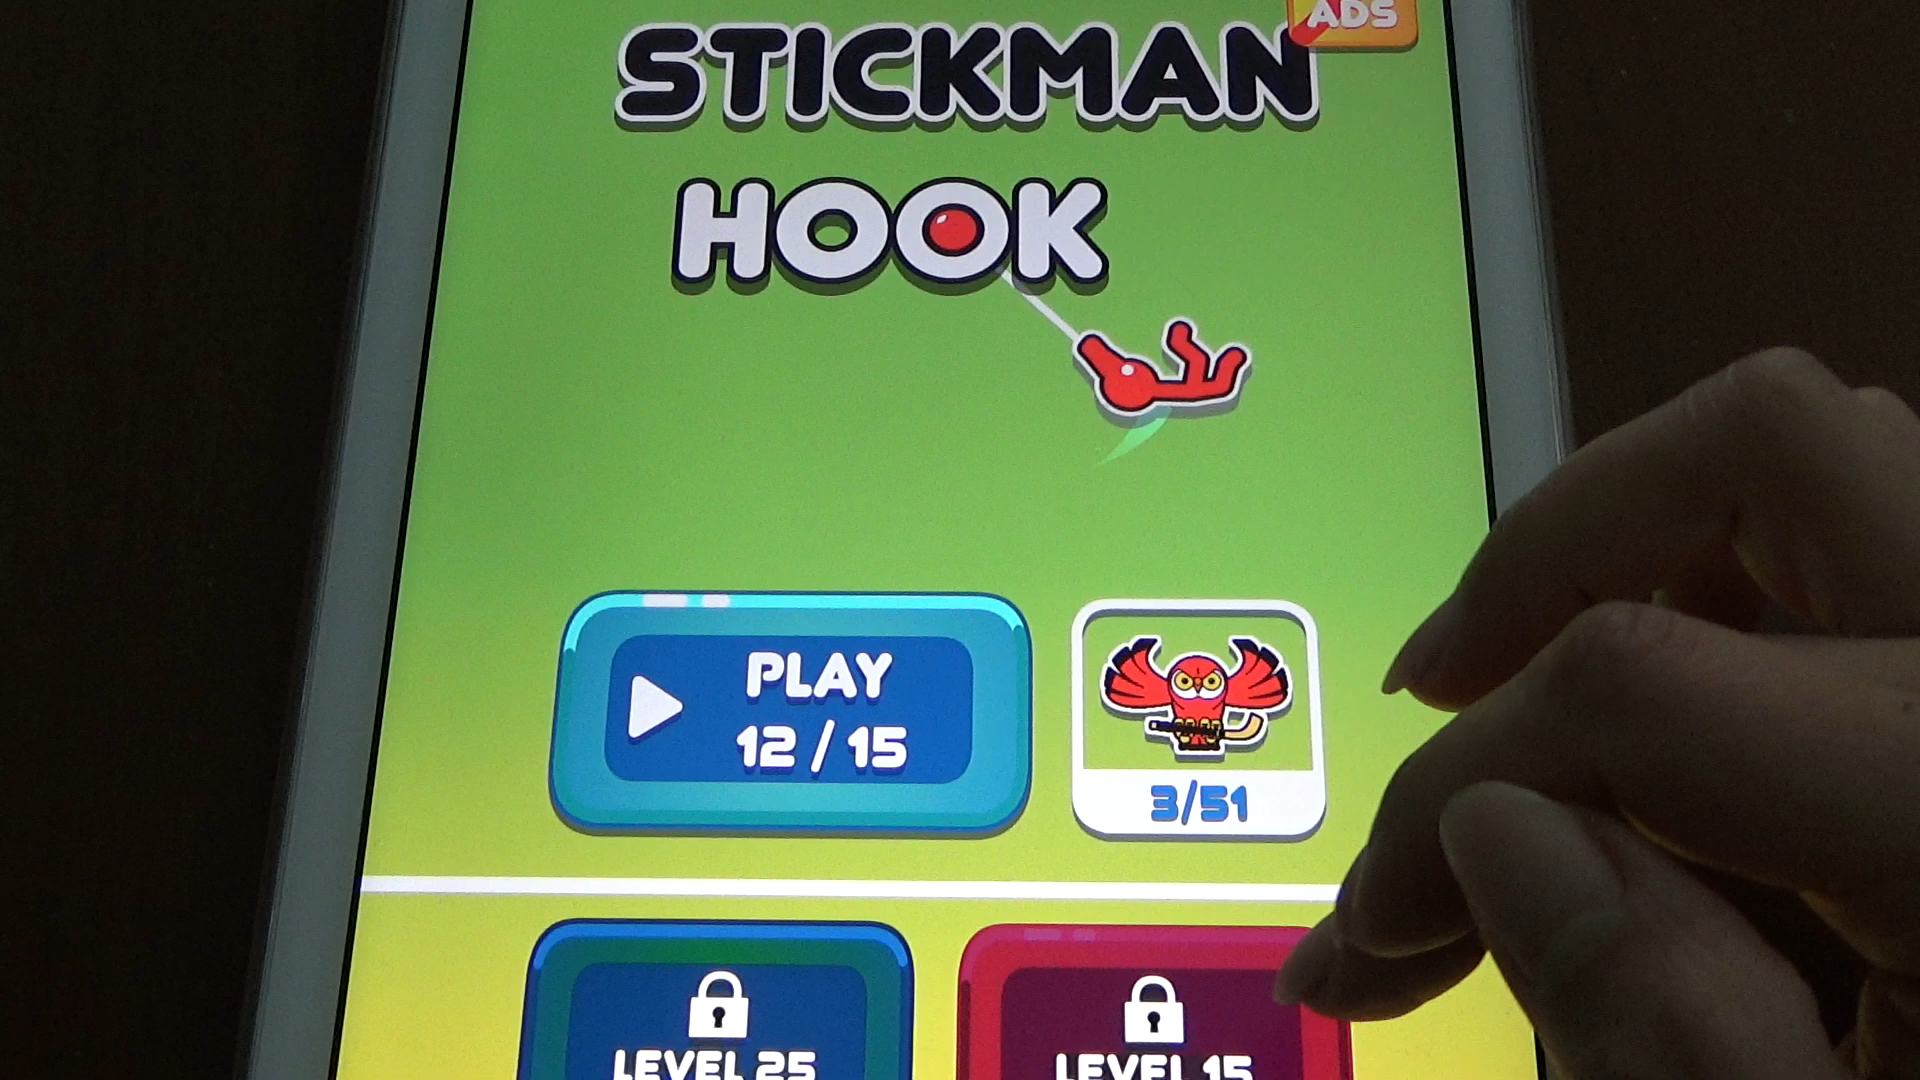 ADS
STICKMAN
HOOK
PLAY
12 / 15
3/51
LEVEL 25
LEVEL 15